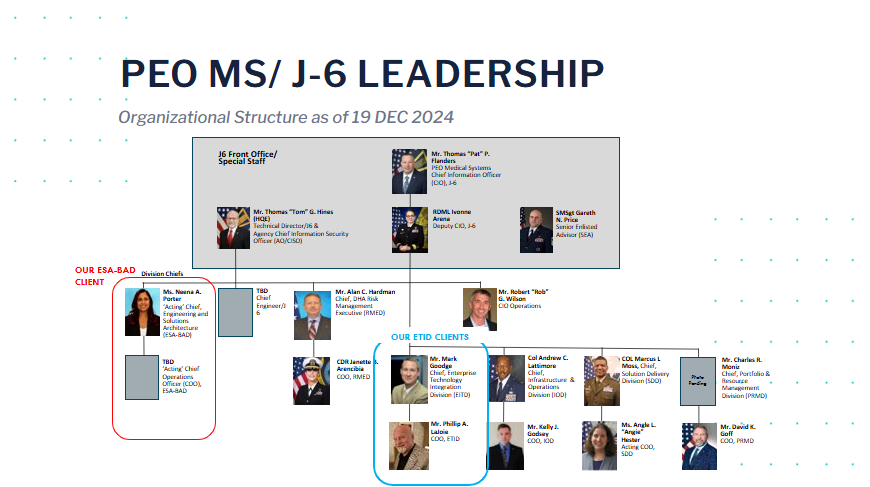 PEO MS/ J-6 LEADERSHIP
Organizational Structure as of 19 DEC 2024
J6 Front Office/
Special Staff
Mr. Thomas "Pat" P.
Flanders
PEO Medical Systems
Chief Information Officer
(CIO), J-6
Mr. Thomas "Tom" G. Hines
(HQE)
Technical Director/J6 &
Agency Chief Information Security
Officer (AO/CISO)
RDML Ivonne
Arena
Deputy CIO, J-6
SMSgt Gareth
N. Price
Senior Enlisted
Advisor (SEA)
OUR ESA-BAD
CLIENT
Division Chiefs
Ms. Neena A.
Porter
'Acting' Chief,
Engineering and
Solutions
Architecture
(ESA-BAD)
TBD
Chief
Engineer/J
6
Mr. Alan C. Hardman
Chief, DHA Risk
Management
Executive (RMED)
Mr. Robert "Rob"
G. Wilson
CIO Operations
OUR ETID CLIENTS
TBD
'Acting' Chief
Operations
Officer (COO),
ESA-BAD
CDR Janette B.
Arencibia
COO, RMED
Mr. Mark
Goodge
Chief, Enterprise
Technology
Integration
Division (EITD)
Col Andrew C.
Lattimore
Chief,
Infrastructure &
Operations
Division (IOD)
COL Marcus L
Moss, Chief,
Solution Delivery
Division (SDD)
Photo
Pending
Mr. Charles R.
Moniz
Chief, Portfolio &
Resource
Management
Division (PRMD)
Mr. Phillip A.
LaJoie
COO, ETID
Mr. Kelly J.
Godsey
COO, IOD
Ms. Angle L.
"Angie"
Hester
Acting COO,
SDD
Mr. David K.
Goff
COO, PRMD